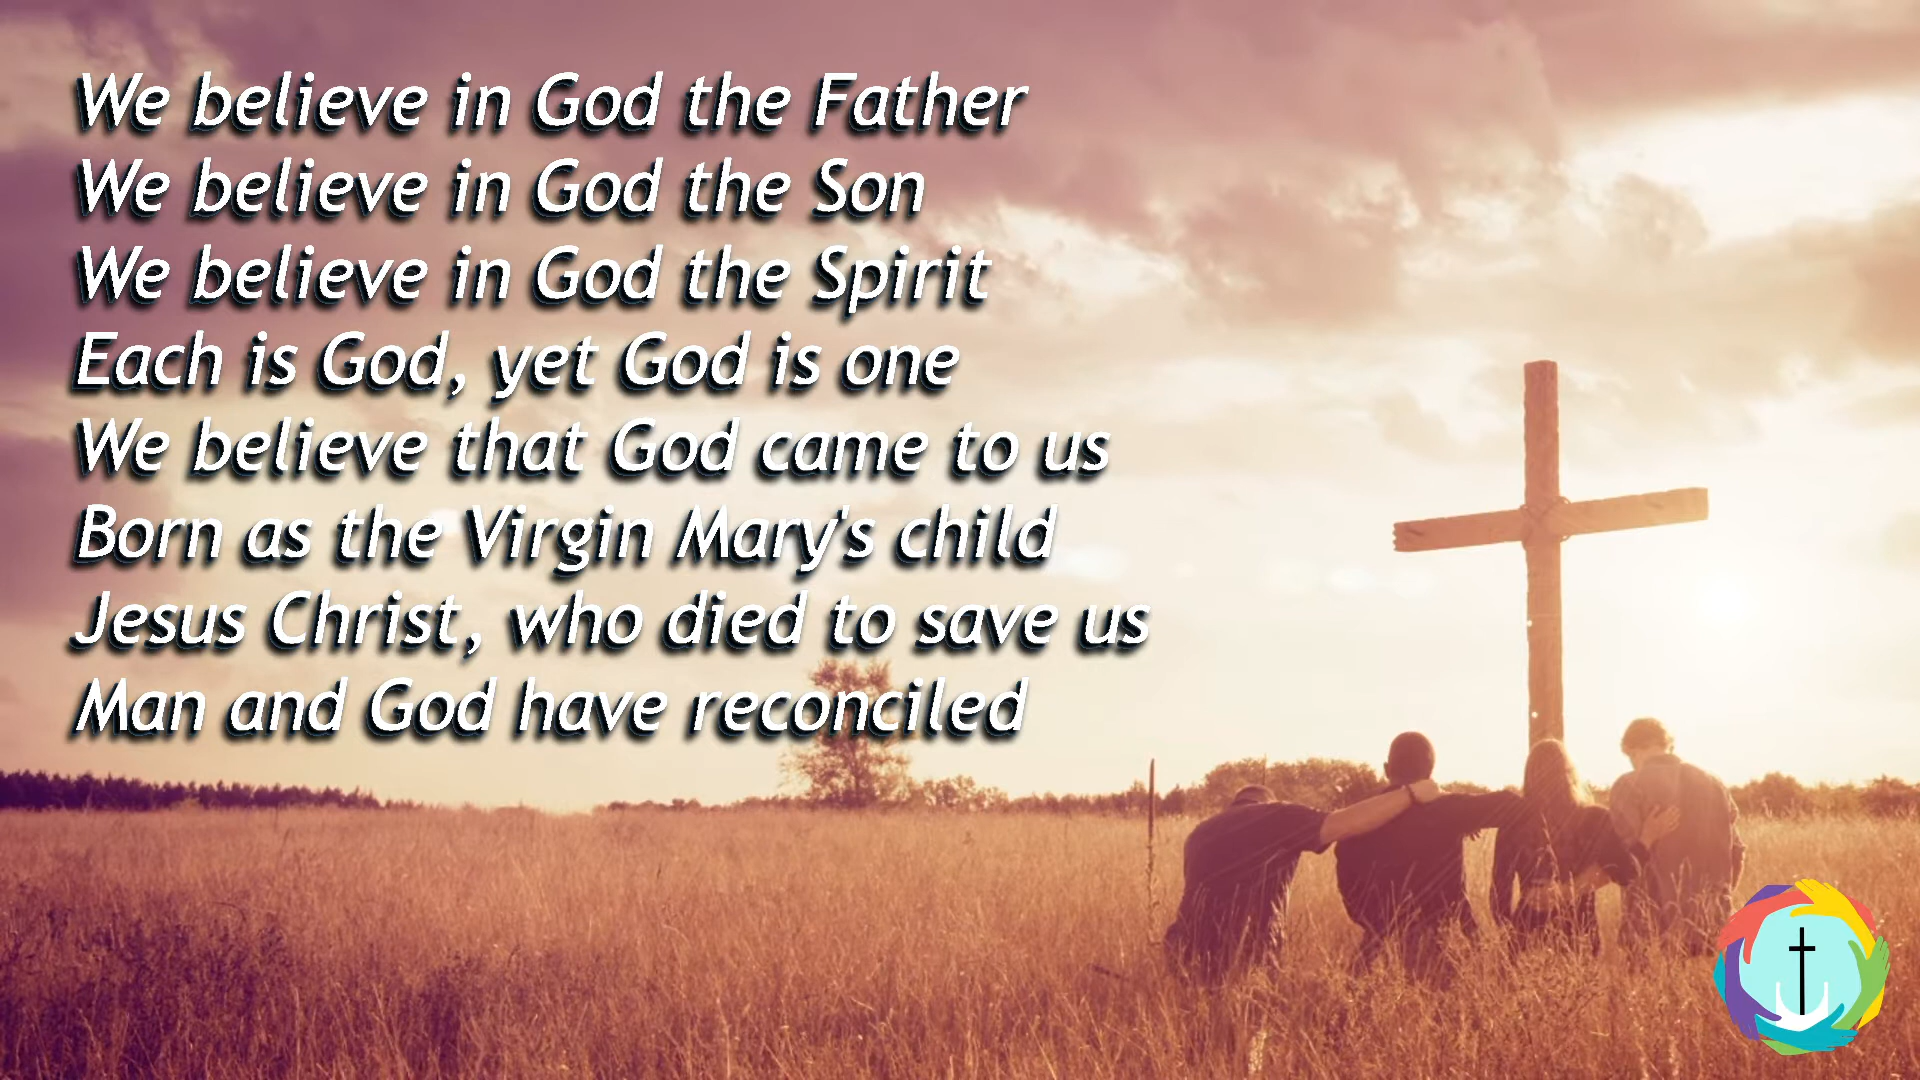 We believe in God the Father
We believe in God the Son
We believe in God the Spirit
Each is God, yet God is one
We believe that God came to us
Born as the Virgin Mary's child
Jesus Christ, who died to save us
Man and God have reconciled